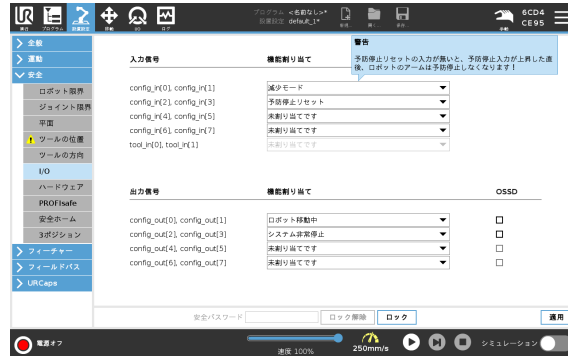 プログラム <名前なし>*
設置設定 default_1*
6CD4
CE95
プログラム
設置設定
移動
I/O
ログ
開く...
手動
全般
運動
安全
ロボット限界
ジョイント限界
平面
ツールの位置
ツールの方向
I/O
ハードウェア
PROFIsafe
安全ホーム
3ポジション
フィーチャー
フィールドバス
URCaps
警告
予防停止リセットの入力が無いと、予防停止入力が上昇した直
後、ロボットのアームは予防停止しなくなります！
入力信号 機能割り当て
config_in[0], config_in[1] 減少モード
config_in[2], config_in[3] 予防停止リセット
config_in[4], config_in[5] 未割り当てです
config_in[6], config_in[7] 未割り当てです
tool_in[0], tool_in[1] 未割り当てです
出力信号 機能割り当て OSSD
config_out[0], config_out[1] ロボット移動中
config_out[2], config_out[3] システム非常停止
config_out[4], config_out[5] 未割り当てです
config_out[6], config_out[7] 未割り当てです
安全パスワード ロック解除 ロック 適用
電源オフ
速度 100%
250mm/s
シミュレーション